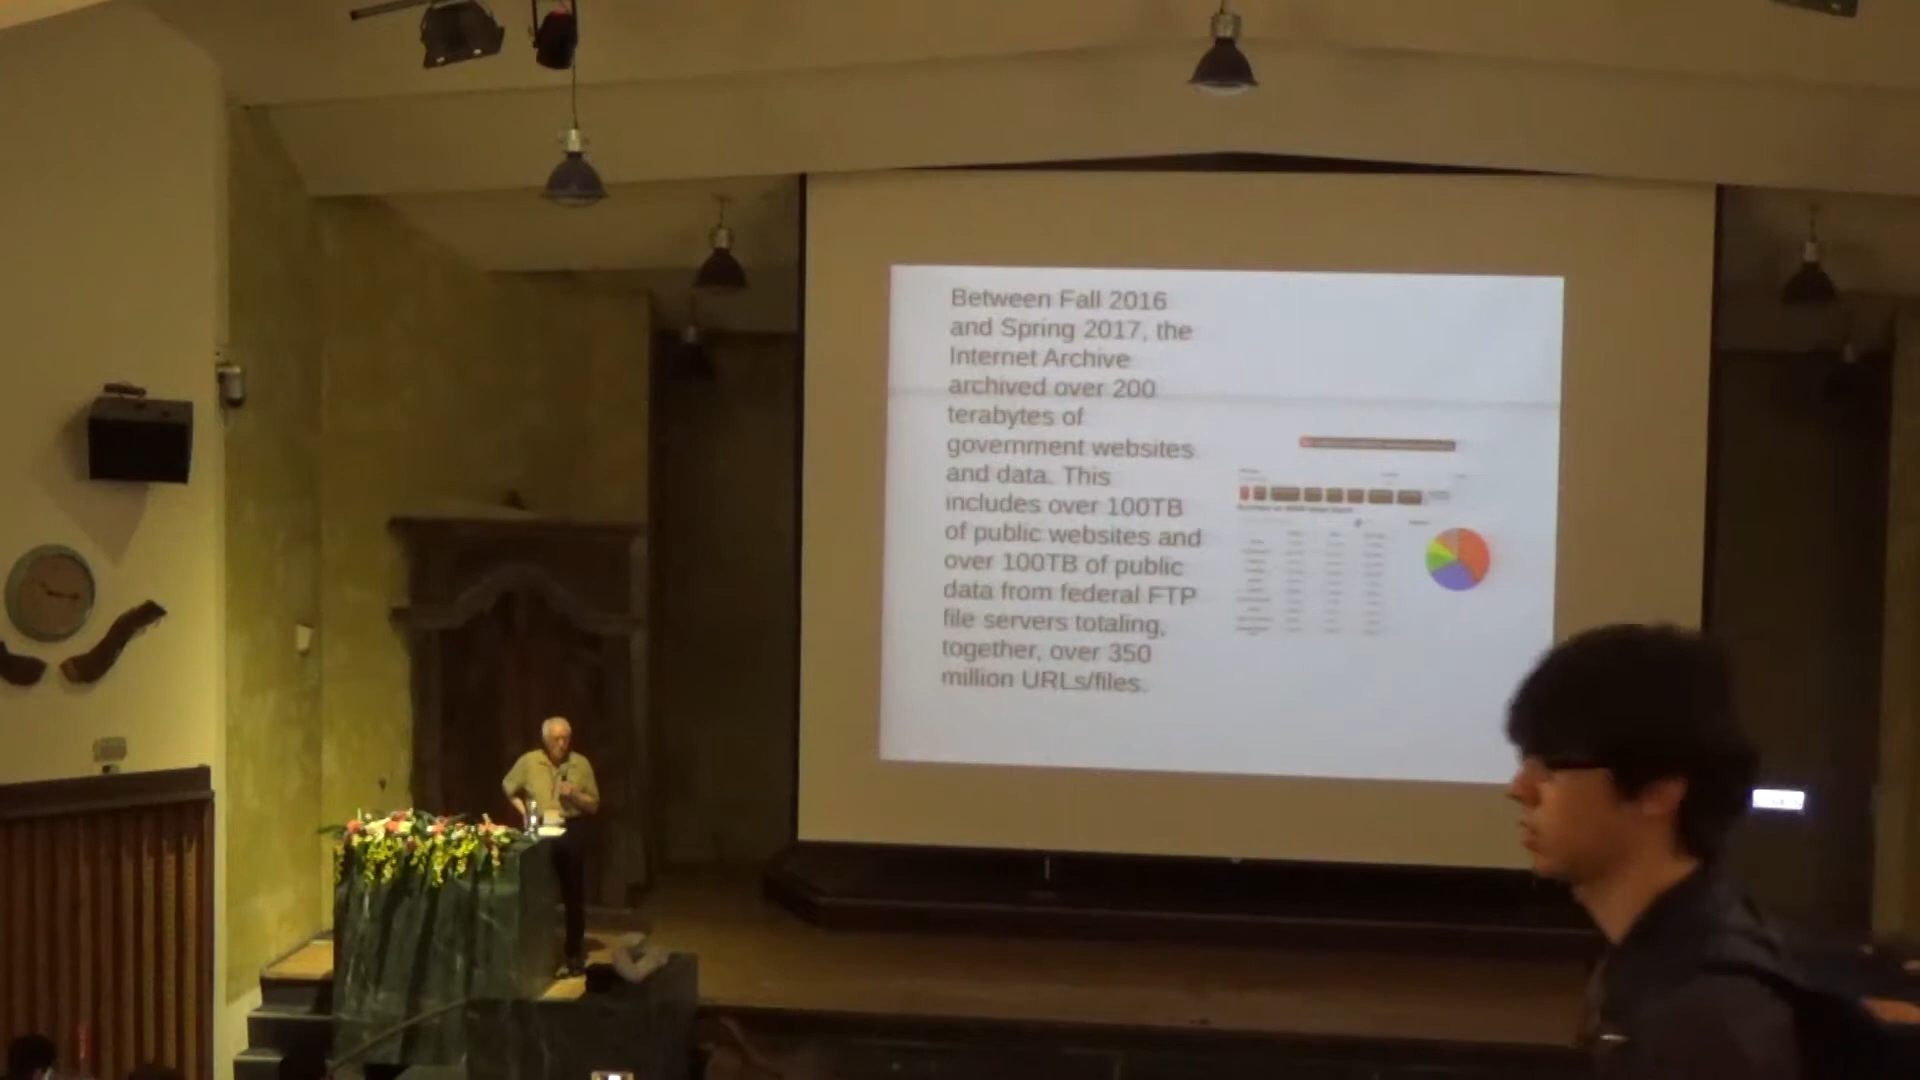 Between Fall 2016
and Spring 2017, the
Internet Archive
archived over 200
terabytes of
government websites
and data. This
includes over 100TB
of public websites and
over 100TB of public
data from federal FTP
file servers totaling,
together, over 350
million URLs/files.